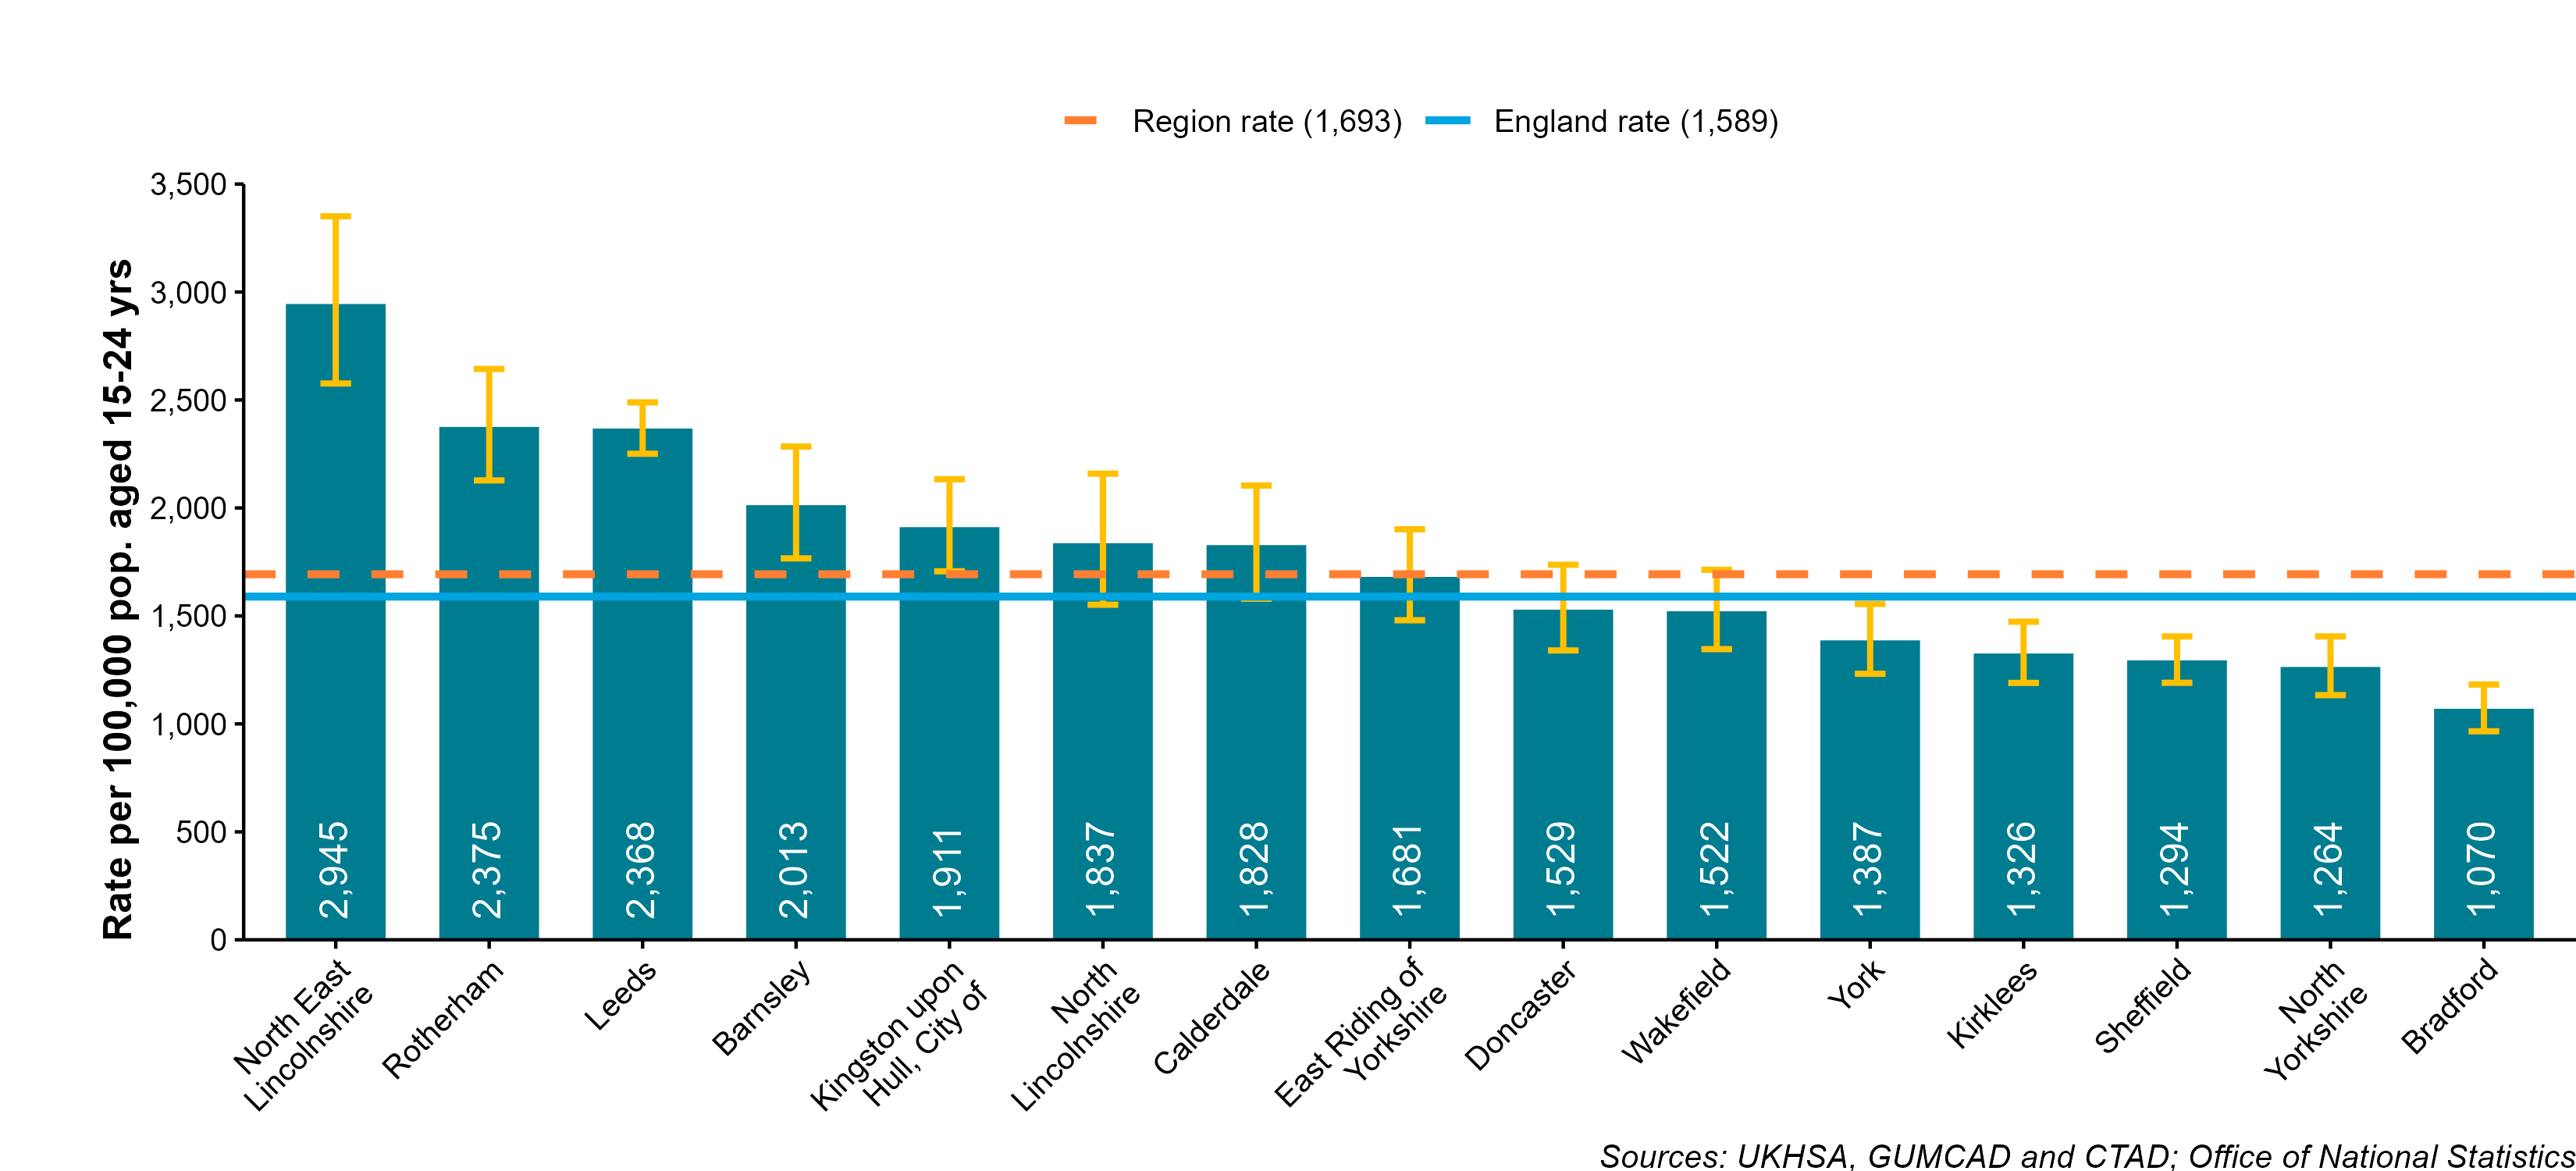 Region rate (1,693) England rate (1,589)
Rate per 100,000 pop. aged 15-24 yrs
3,500
3,000
2,500
2,000
1,500
1,000
500
0
2,945
2,375
2,368
2,013
1,911
1,837
1,828
1,681
1,529
1,522
1,387
1,326
1,294
1,264
1,070
North East
Lincolnshire
Rotherham
Leeds
Barnsley
Kingston upon
Hull, City of
North
Lincolnshire
Calderdale
East Riding of
Yorkshire
Doncaster
Wakefield
York
Kirklees
Sheffield
North
Yorkshire
Bradford
Sources: UKHSA, GUMCAD and CTAD; Office of National Statistics